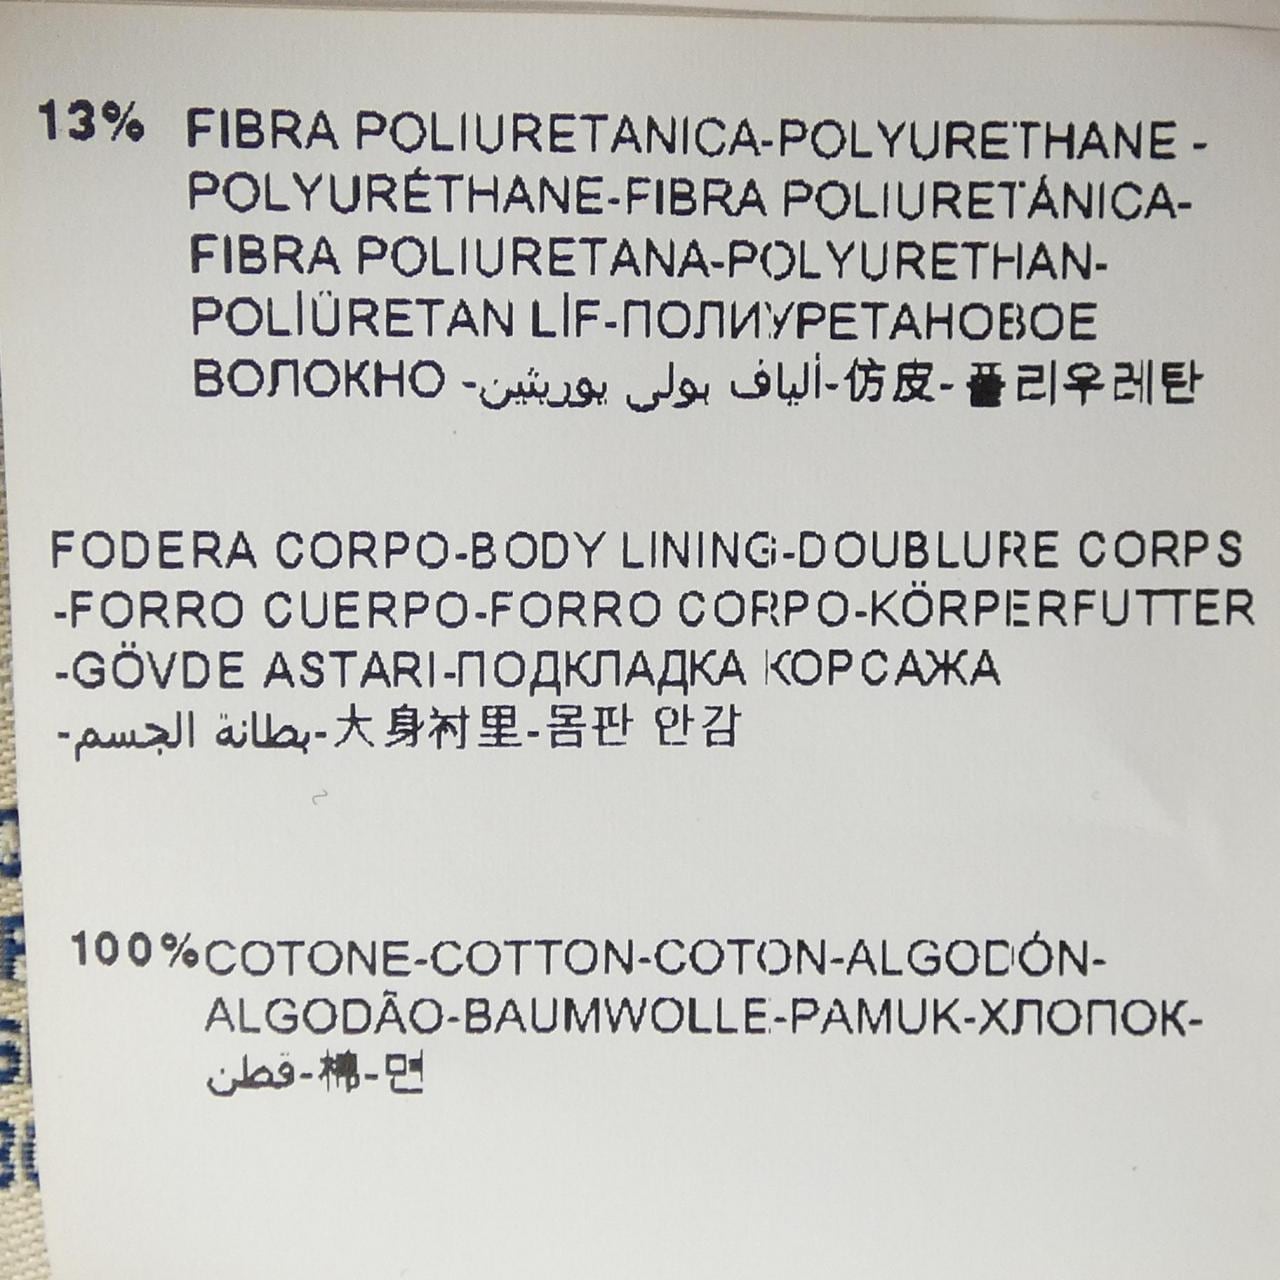 13% FIBRA POLIURETANICA-POLYURETHANE -
POLYURÉTHANE-FIBRA POLIURETÁNICA-
FIBRA POLIURETANA-POLYURETHAN-
POLİÜRETAN LİF-ПОЛИУРЕТАНОВОЕ
ВОЛОКНО -ألياف بولي يوريثين-仿皮-폴리우레탄
FODERA CORPO-BODY LINING-DOUBLURE CORPS
-FORRO CUERPO-FORRO CORPO-KÖRPERFUTTER
-GÖVDE ASTARI-ПОДКЛАДКА КОРСАЖА
-بطانة الجسم-大身衬里-몸판 안감
100% COTONE-COTTON-COTON-ALGODÓN-
ALGODÃO-BAUMWOLLE-PAMUK-ХЛОПОК-
قطن-棉-면